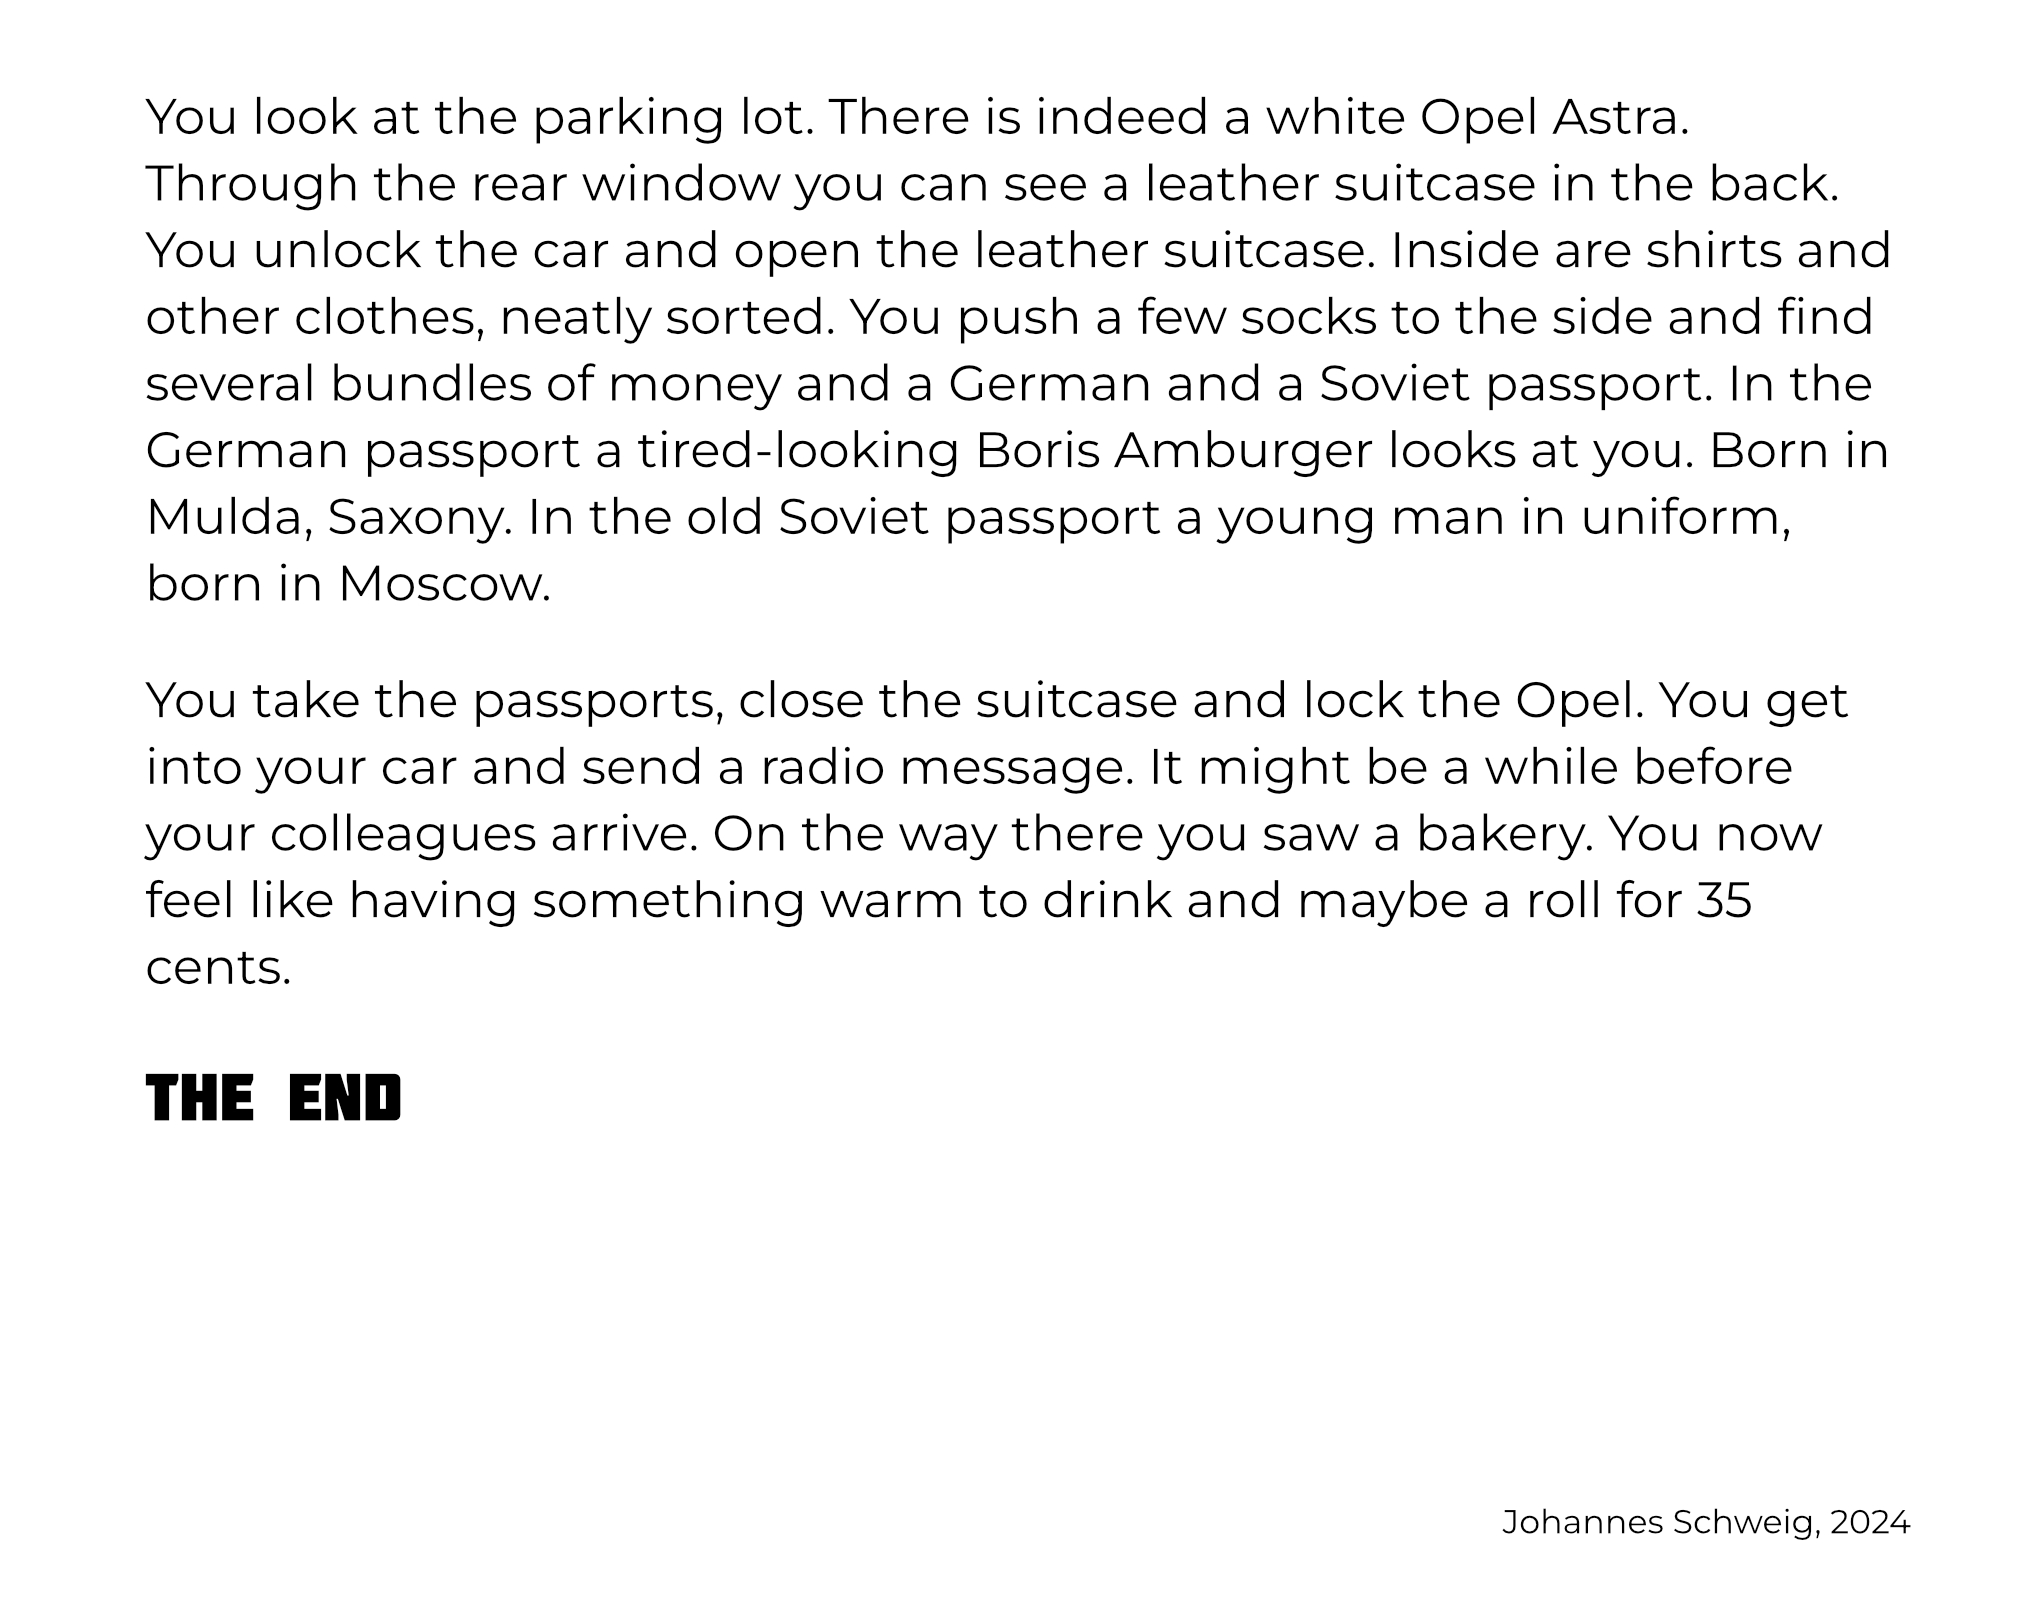 You look at the parking lot. There is indeed a white Opel Astra.
Through the rear window you can see a leather suitcase in the back.
You unlock the car and open the leather suitcase. Inside are shirts and
other clothes, neatly sorted. You push a few socks to the side and find
several bundles of money and a German and a Soviet passport. In the
German passport a tired-looking Boris Amburger looks at you. Born in
Mulda, Saxony. In the old Soviet passport a young man in uniform,
born in Moscow.
You take the passports, close the suitcase and lock the Opel. You get
into your car and send a radio message. It might be a while before
your colleagues arrive. On the way there you saw a bakery. You now
feel like having something warm to drink and maybe a roll for 35
cents.
THE END
Johannes Schweig, 2024